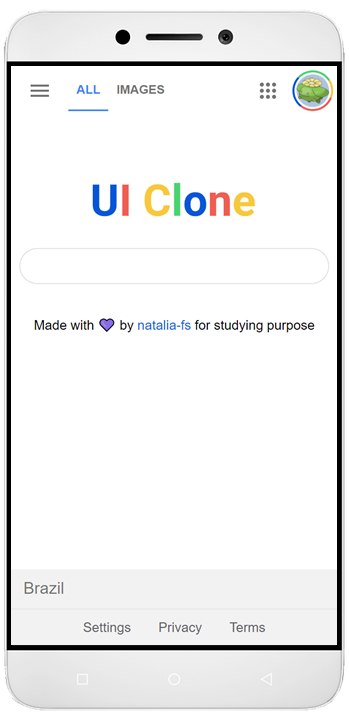 ALL IMAGES
UI Clone
Made with 💜 by natalia-fs for studying purpose
Brazil
Settings Privacy Terms